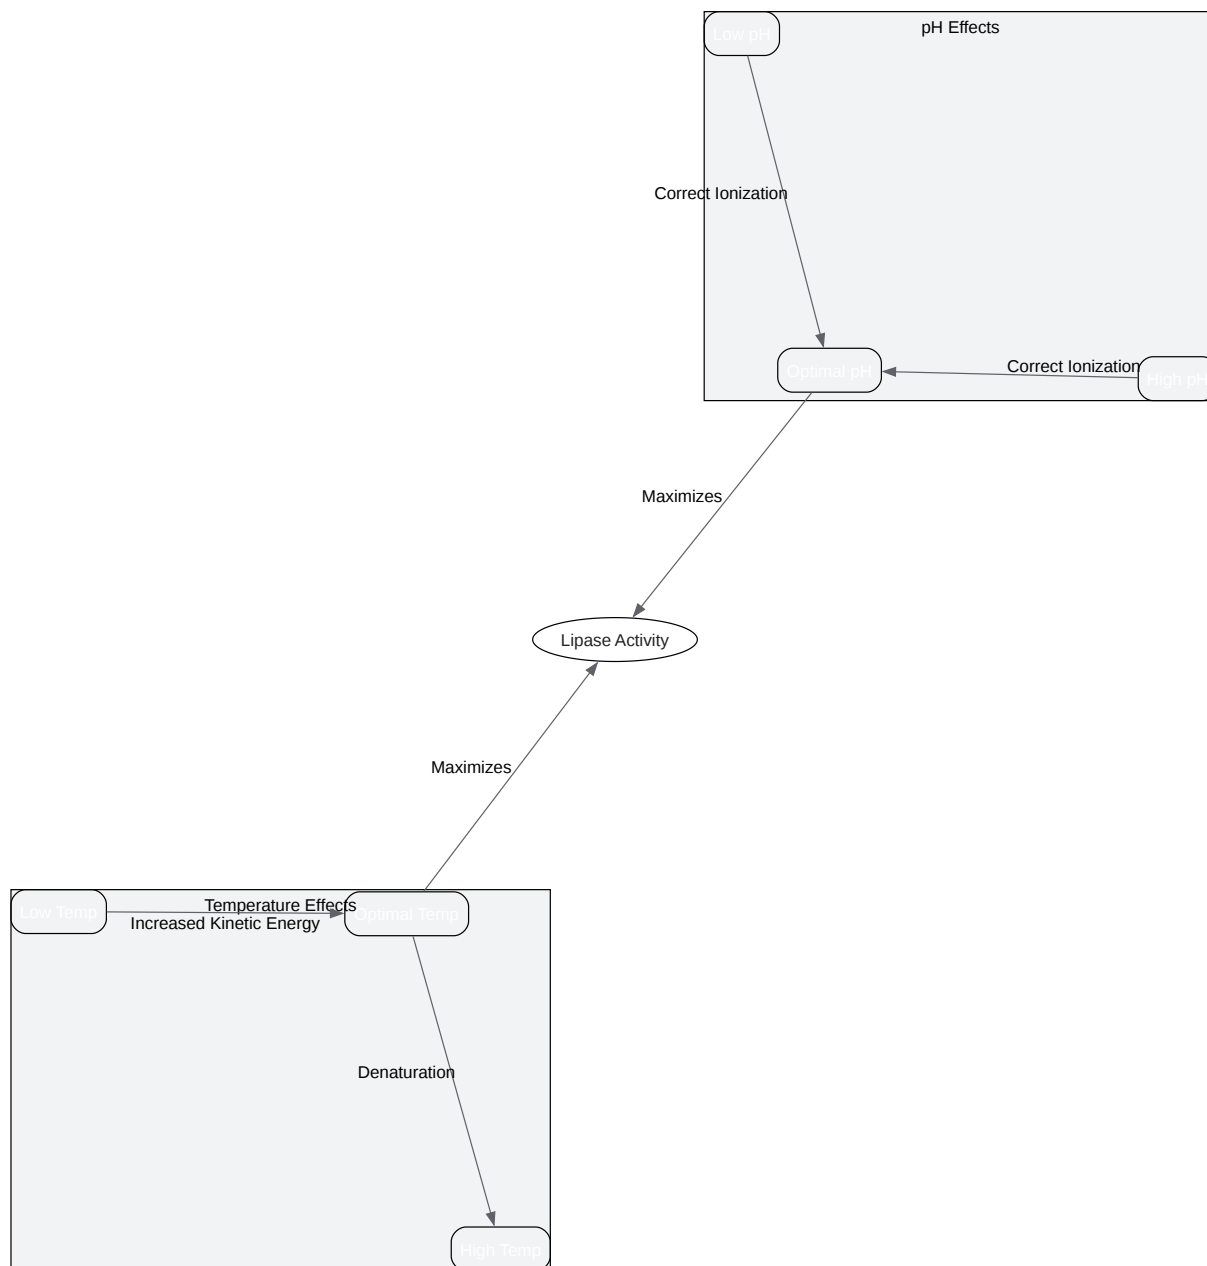 pH Effects
Low pH
Correct Ionization
Correct Ionization
Optimal pH
High pH
Maximizes
Lipase Activity
Maximizes
Temperature Effects
Low Temp
Optimal Temp
Increased Kinetic Energy
Denaturation
High Temp